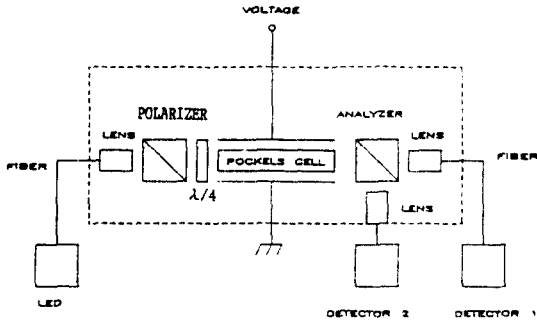 VOLTAGE
POLARIZER
ANALYZER
LENS
LENS
FIBER
POCKELS CELL
FIBER
λ/4
LENS
LED
DETECTOR 2
DETECTOR 1